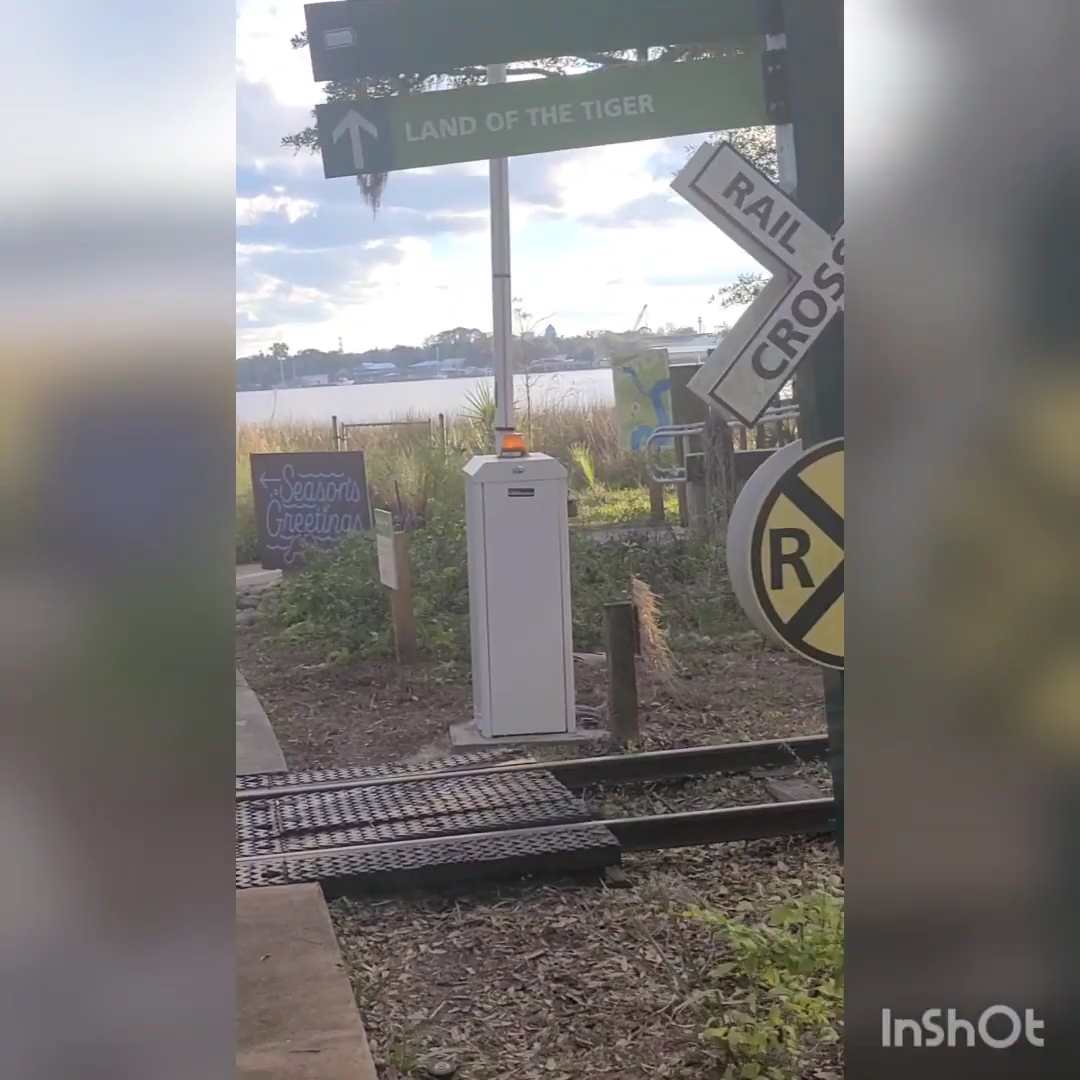 LAND OF THE TIGER
RAIL
CROSS
Season's
Greetings
R
InShOt